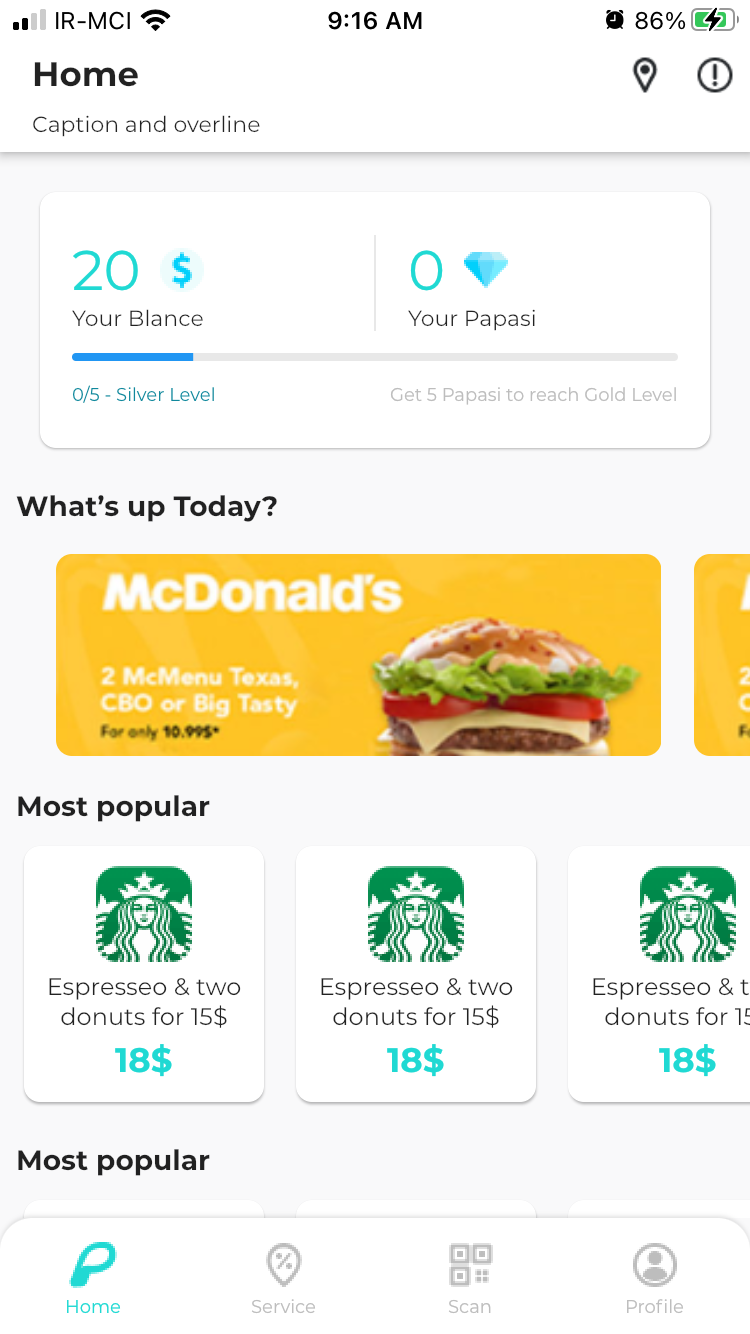 IR-MCI 9:16 AM 86%
Home
Caption and overline
20 $ 0
Your Blance Your Papasi
0/5 - Silver Level Get 5 Papasi to reach Gold Level
What's up Today?
McDonald's
2 McMenu Texas,
CBO or Big Tasty
For only 10.99$*
Most popular
Espresseo & two Espresseo & two Espresseo & t
donuts for 15$ donuts for 15$ donuts for 15
18$ 18$ 18$
Most popular
Home Service Scan Profile